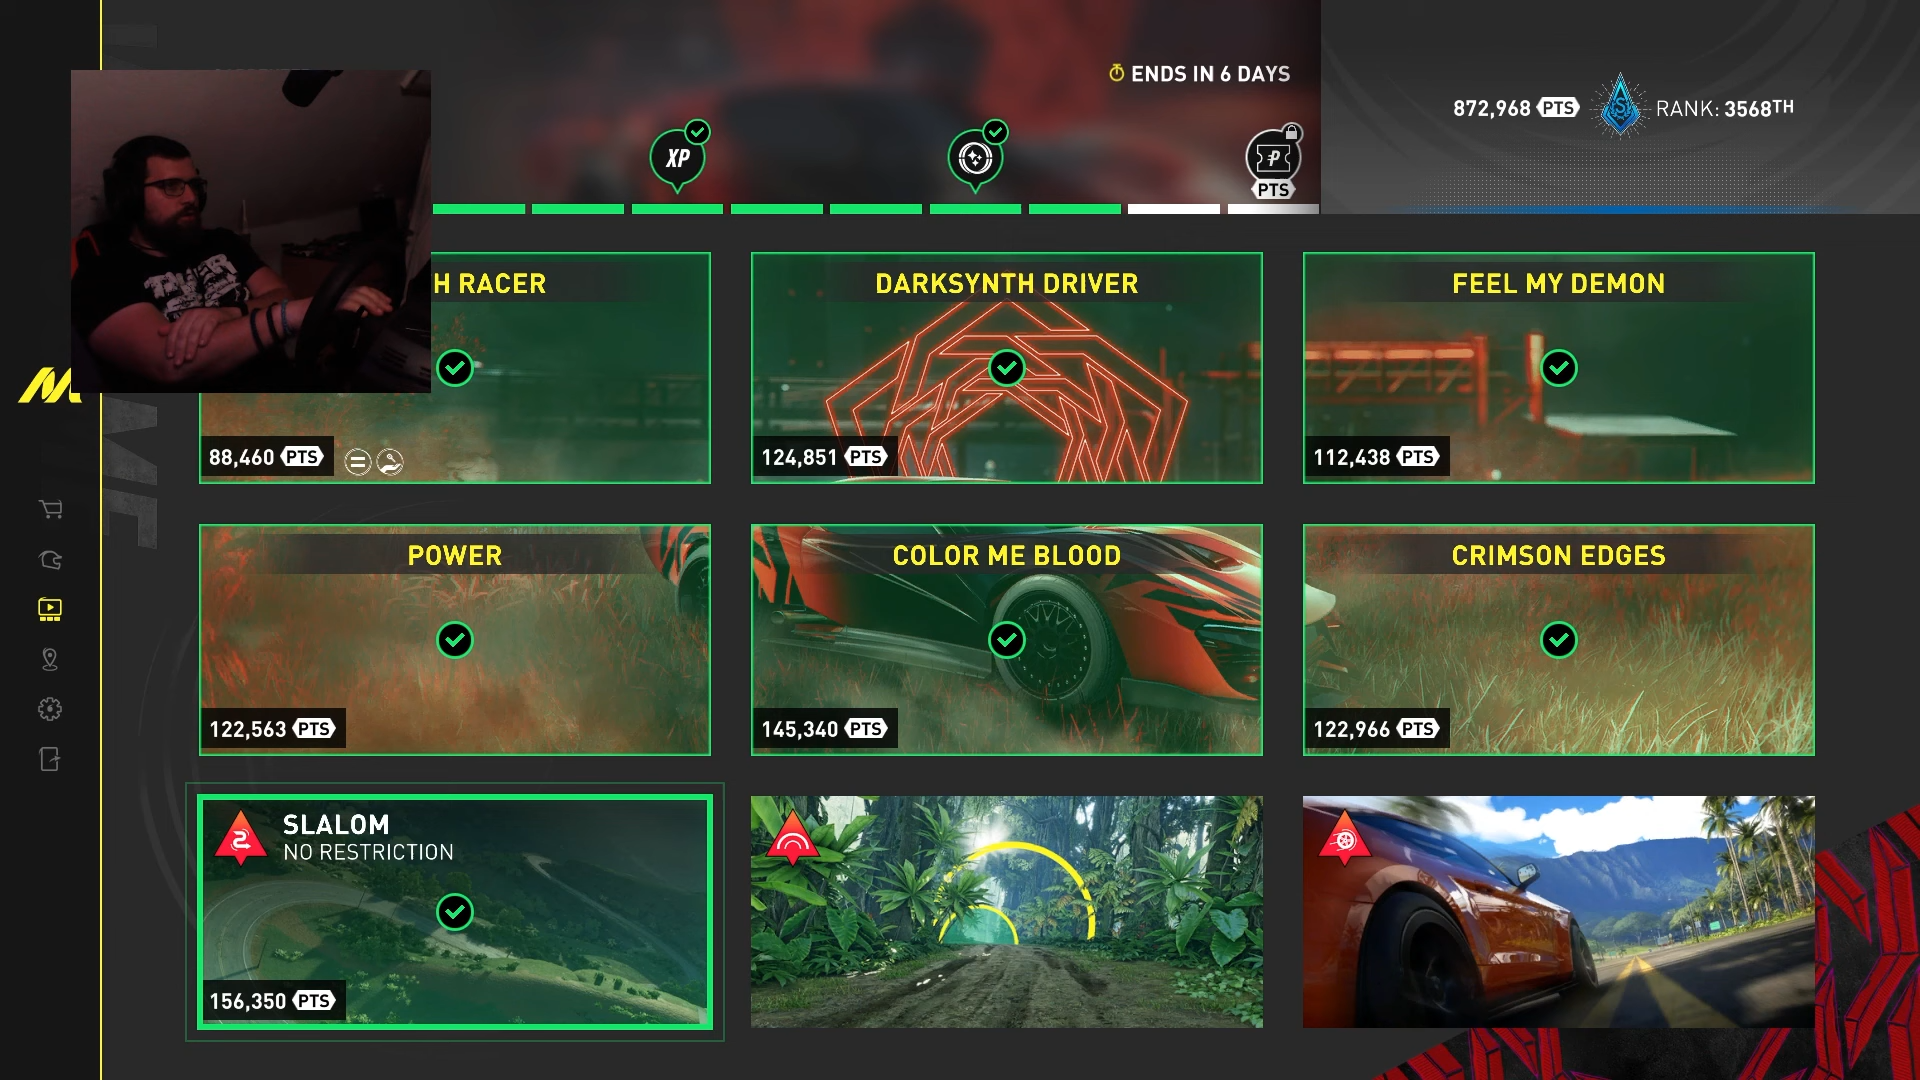 ENDS IN 6 DAYS
872,968 PTS
RANK: 3568TH
XP
PTS
H RACER
DARKSYNTH DRIVER
FEEL MY DEMON
88,460 PTS
124,851 PTS
112,438 PTS
POWER
COLOR ME BLOOD
CRIMSON EDGES
122,563 PTS
145,340 PTS
122,966 PTS
SLALOM
NO RESTRICTION
156,350 PTS